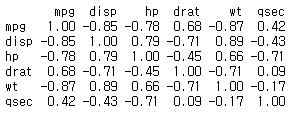 mpg disp hp drat wt qsec
mpg 1.00 -0.85 -0.78 0.68 -0.87 0.42
disp -0.85 1.00 0.79 -0.71 0.89 -0.43
hp -0.78 0.79 1.00 -0.45 0.66 -0.71
drat 0.68 -0.71 -0.45 1.00 -0.71 0.09
wt -0.87 0.89 0.66 -0.71 1.00 -0.17
qsec 0.42 -0.43 -0.71 0.09 -0.17 1.00